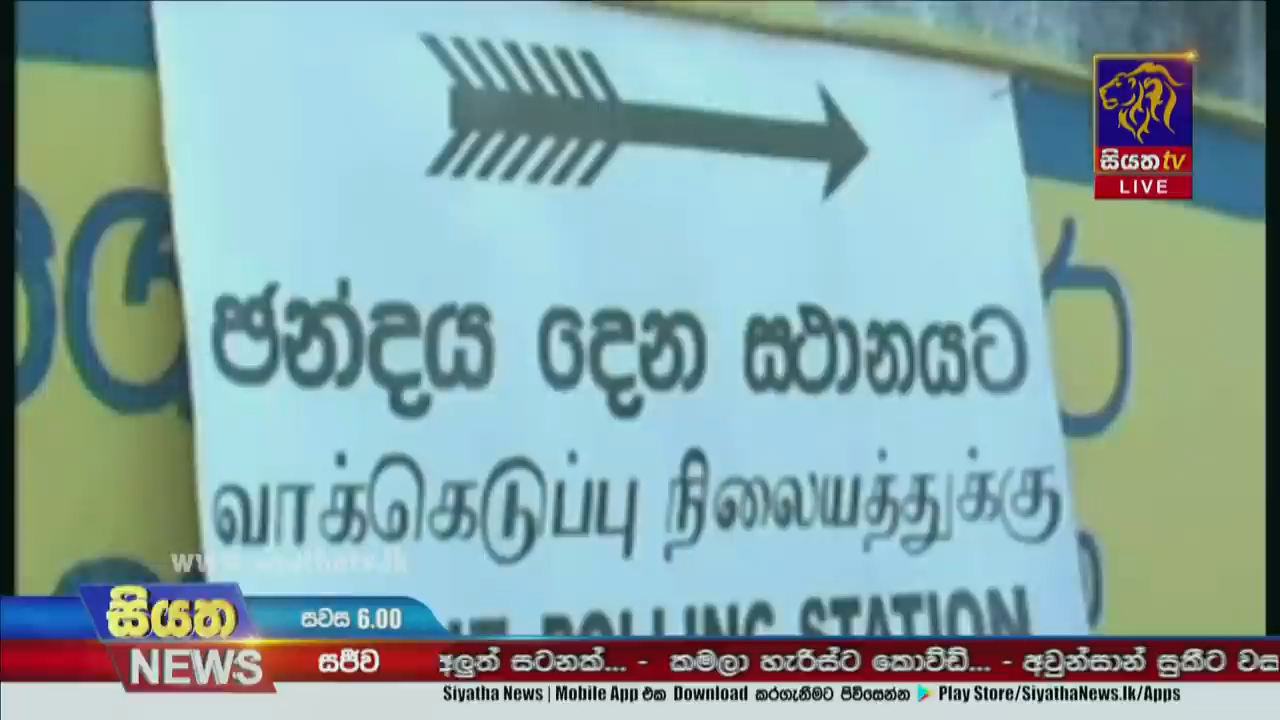 සියත tv
LIVE
ඡන්දය දෙන ස්ථානයට
வாக்கெடுப்பு நிலையத்துக்கு
POLLING STATION
සියත
NEWS
සවස 6.00
සජීව
අලුත් සටනක්... - කමලා හැරිස්ට කොවිඩ්... - අවුන්සාන් සුකීට වස
Siyatha News | Mobile App එක Download කරගැනීමට පිවිසෙන්න Play Store/SiyathaNews.lk/Apps